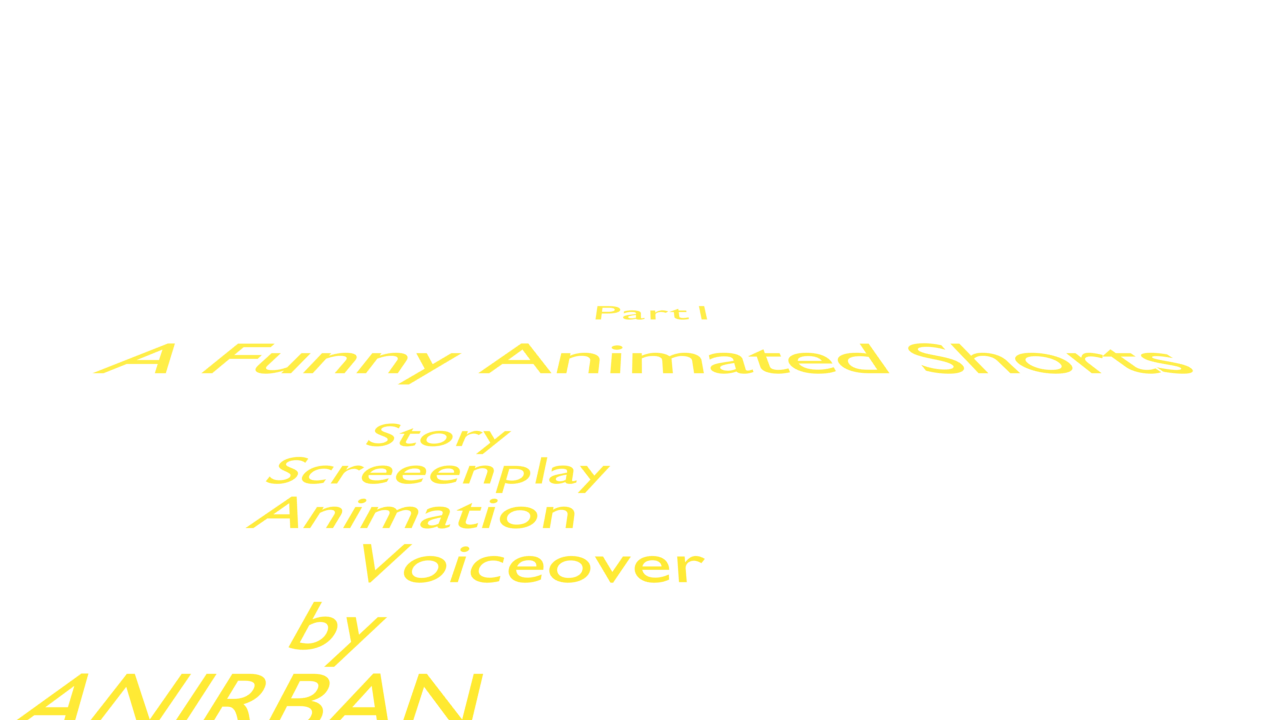 Part I
A Funny Animated Shorts
Story
Screeenplay
Animation
Voiceover
by
ANIRBAN